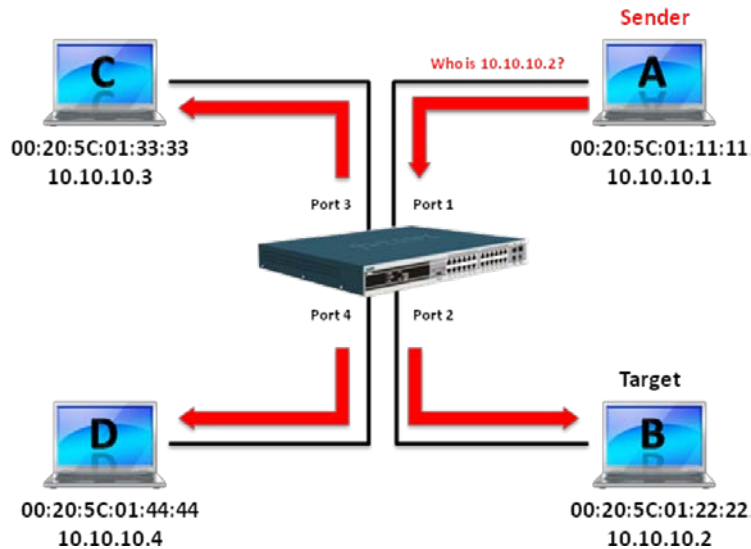 Sender
C
Who is 10.10.10.2?
A
00:20:5C:01:33:33
10.10.10.3
00:20:5C:01:11:11
10.10.10.1
Port 3
Port 1
Port 4
Port 2
Target
D
B
00:20:5C:01:44:44
10.10.10.4
00:20:5C:01:22:22
10.10.10.2